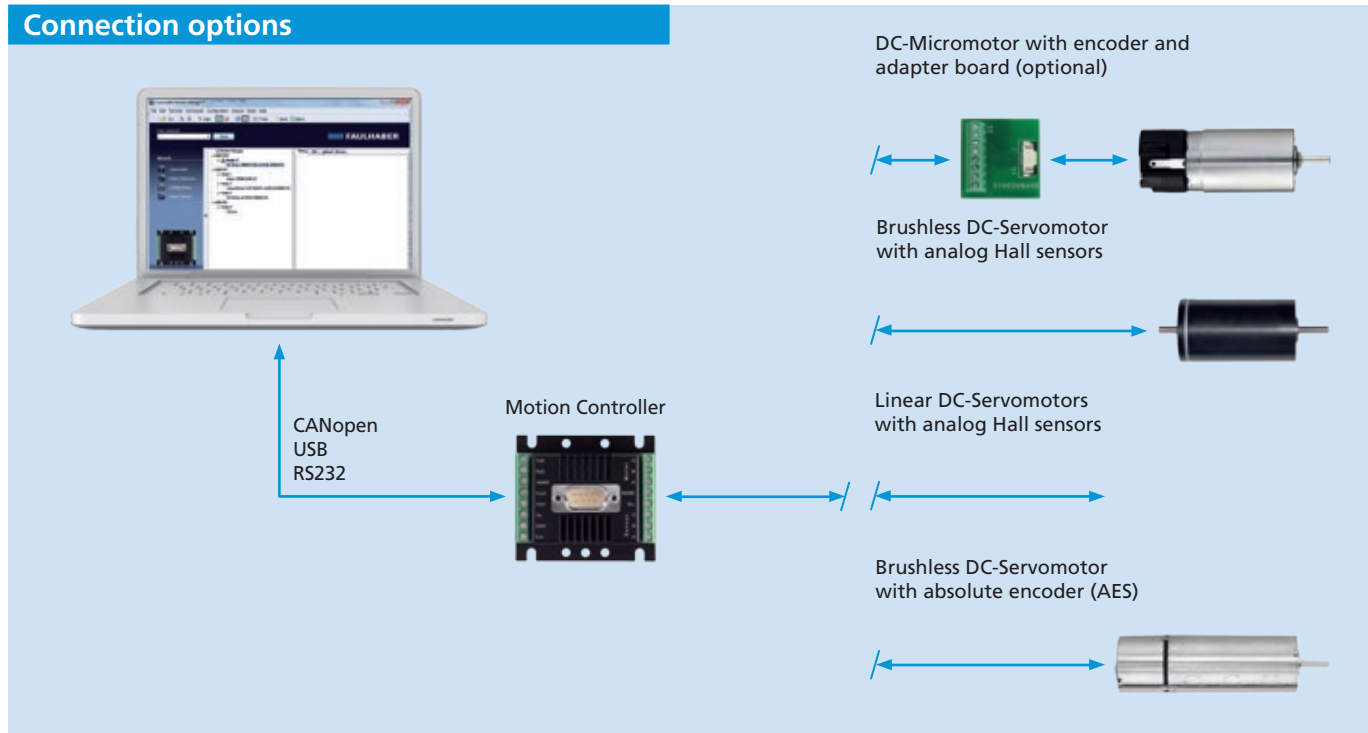 Connection options
DC-Micromotor with encoder and
adapter board (optional)
FAULHABER
Brushless DC-Servomotor
with analog Hall sensors
Linear DC-Servomotors
with analog Hall sensors
Motion Controller
CANopen
USB
RS232
Brushless DC-Servomotor
with absolute encoder (AES)